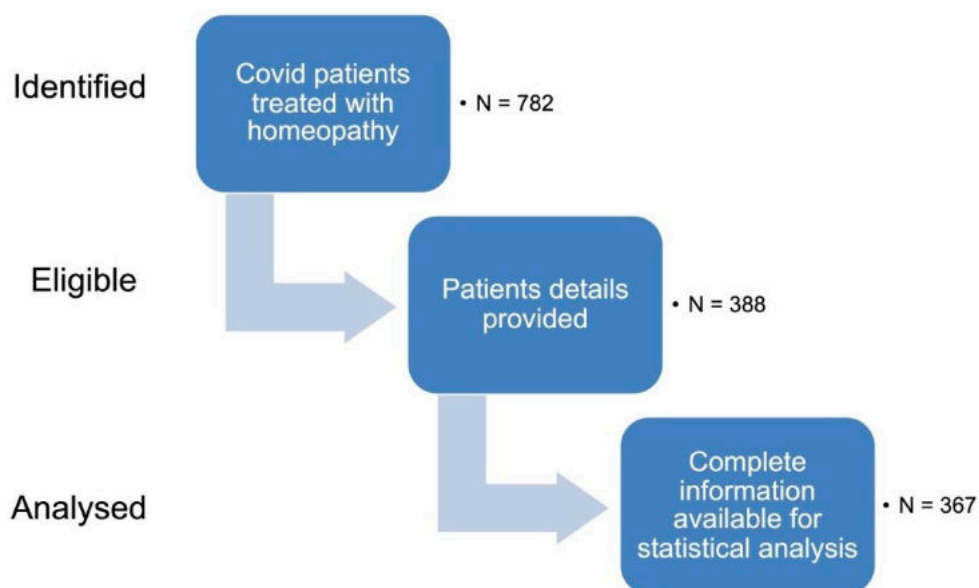 Identified
Covid patients
treated with
homeopathy
• N = 782
Eligible
Patients details
provided
• N = 388
Analysed
Complete
information
available for
statistical analysis
• N = 367